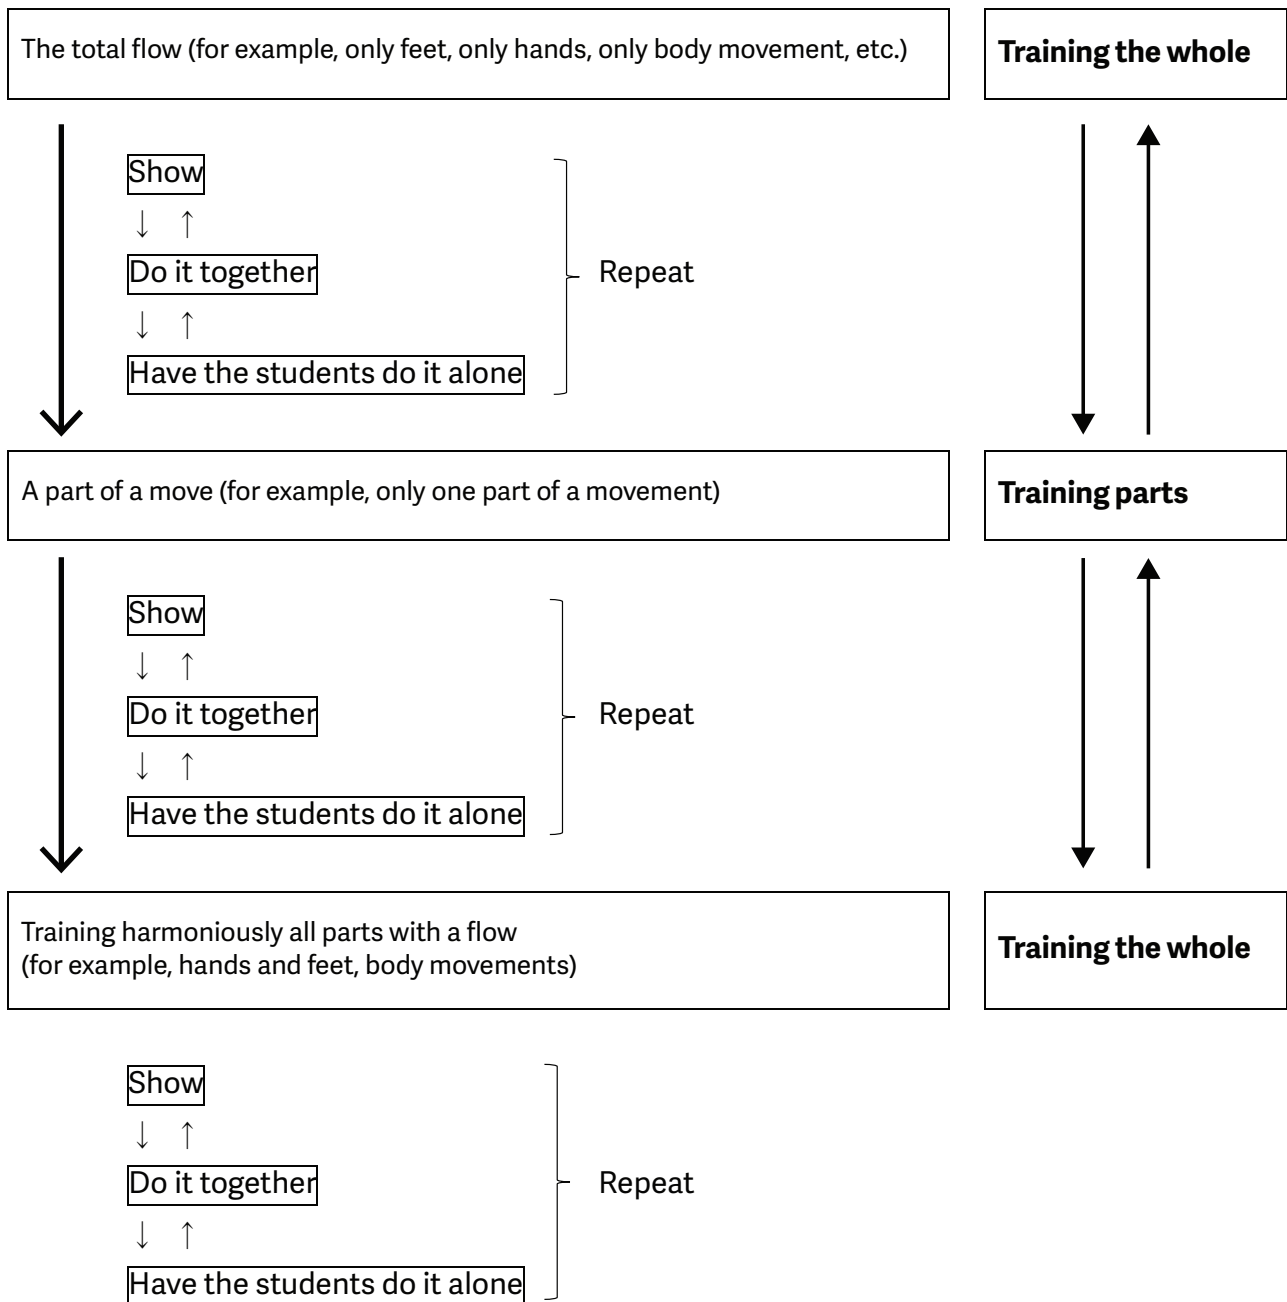 The total flow (for example, only feet, only hands, only body movement, etc.)
Training the whole
Show
↓ ↑
Do it together
Repeat
↓ ↑
Have the students do it alone
A part of a move (for example, only one part of a movement)
Training parts
Show
↓ ↑
Do it together
Repeat
↓ ↑
Have the students do it alone
Training harmoniously all parts with a flow
(for example, hands and feet, body movements)
Training the whole
Show
↓ ↑
Do it together
Repeat
↓ ↑
Have the students do it alone